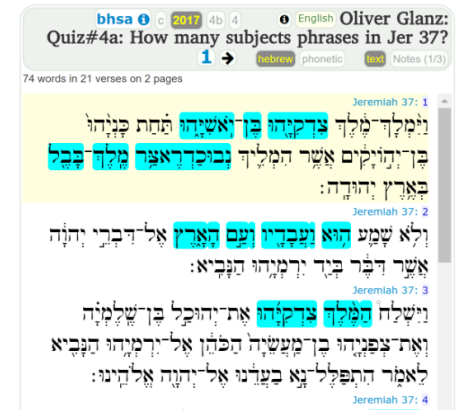 bhsa c 2017 4b 4 English Oliver Glanz:
Quiz#4a: How many subjects phrases in Jer 37?
1 hebrew phonetic text Notes (1/3)
74 words in 21 verses on 2 pages
Jeremiah 37: 1
וַיִּ֨מְלָךְ־מֶ֔לֶךְ צִדְקִיָּ֖הוּ בֶּן־יֹֽאשִׁיָּ֑הוּ תַּ֗חַת כָּנְיָ֙הוּ֙
בֶּן־יְה֣וֹיָקִ֔ים אֲשֶׁ֥ר הִמְלִ֛יךְ נְבוּכַדְרֶאצַּ֥ר מֶֽלֶךְ־בָּבֶ֖ל
בְּאֶ֥רֶץ יְהוּדָֽה׃
Jeremiah 37: 2
וְלֹ֥א שָׁמַ֛ע ה֥וּא וַעֲבָדָ֖יו וְעַ֣ם הָאָ֑רֶץ אֶל־דִּבְרֵ֣י יְהוָ֔ה
אֲשֶׁ֣ר דִּבֶּ֔ר בְּיַ֖ד יִרְמְיָ֥הוּ הַנָּבִֽיא׃
Jeremiah 37: 3
וַיִּשְׁלַח֩ הַמֶּ֨לֶךְ צִדְקִיָּ֜הוּ אֶת־יְהוּכַ֣ל בֶּן־שֶֽׁלֶמְיָ֗ה
וְאֶת־צְפַנְיָ֤הוּ בֶן־מַֽעֲשֵׂיָה֙ הַכֹּהֵ֔ן אֶל־יִרְמְיָ֥הוּ הַנָּבִ֖יא
לֵאמֹ֑ר הִתְפַּלֶּל־נָ֣א בַעֲדֵ֔נוּ אֶל־יְהוָ֖ה אֱלֹהֵֽינוּ׃
Jeremiah 37: 4